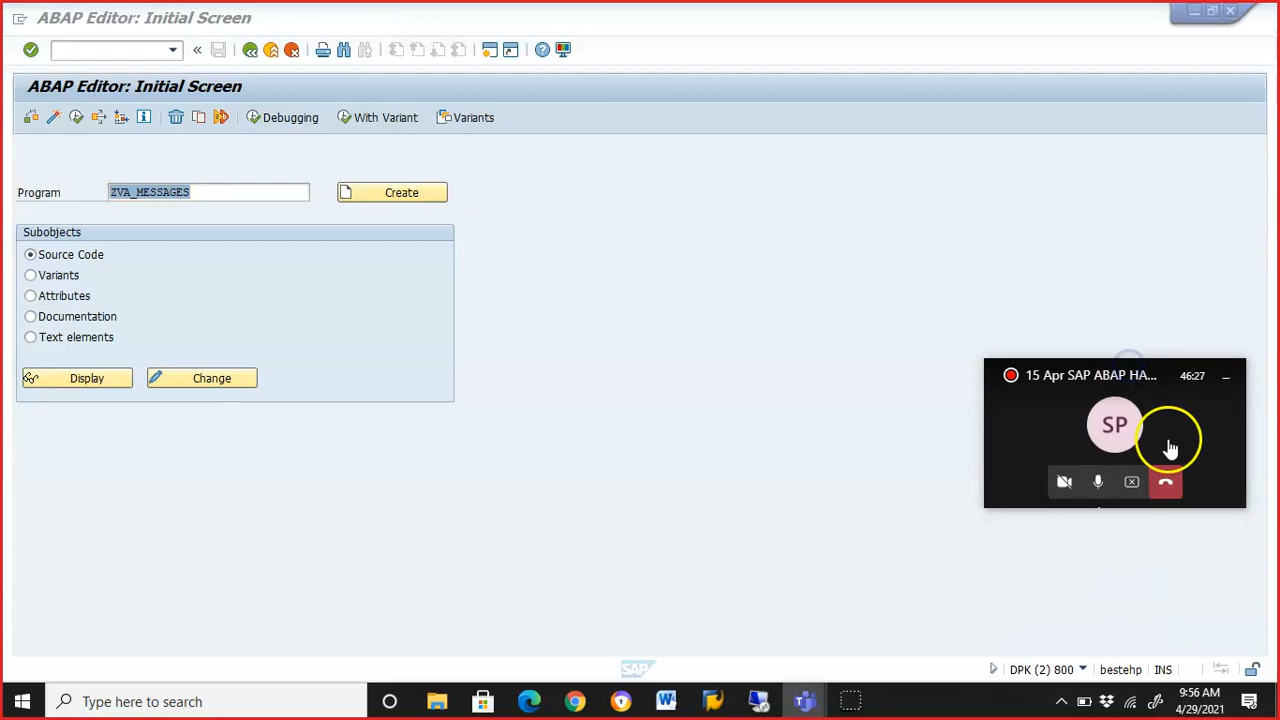 ABAP Editor: Initial Screen
ABAP Editor: Initial Screen
Debugging With Variant Variants
Program ZVA_MESSAGES Create
Subobjects
Source Code
Variants
Attributes
Documentation
Text elements
Display Change
15 Apr SAP ABAP HA... 46:27
SP
SAP
DPK (2) 800 bestehp INS
Type here to search
9:56 AM
4/29/2021